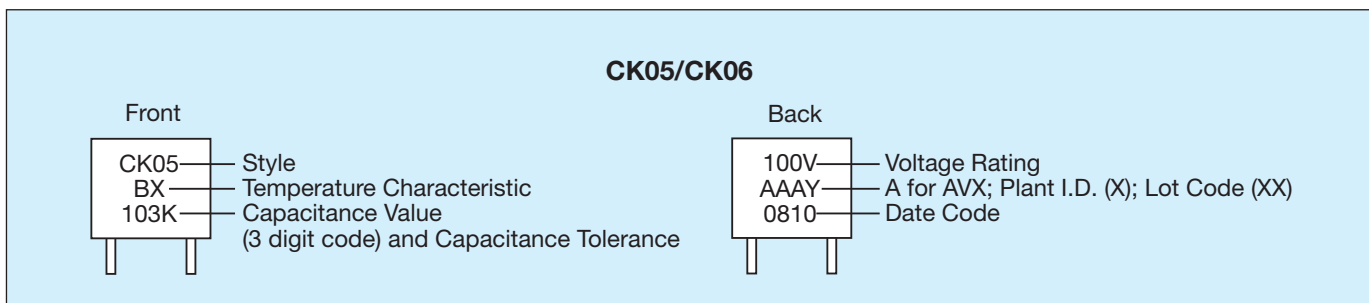 CK05/CK06
Front
CK05 Style
BX Temperature Characteristic
103K Capacitance Value
(3 digit code) and Capacitance Tolerance
Back
100V Voltage Rating
AAAY A for AVX; Plant I.D. (X); Lot Code (XX)
0810 Date Code